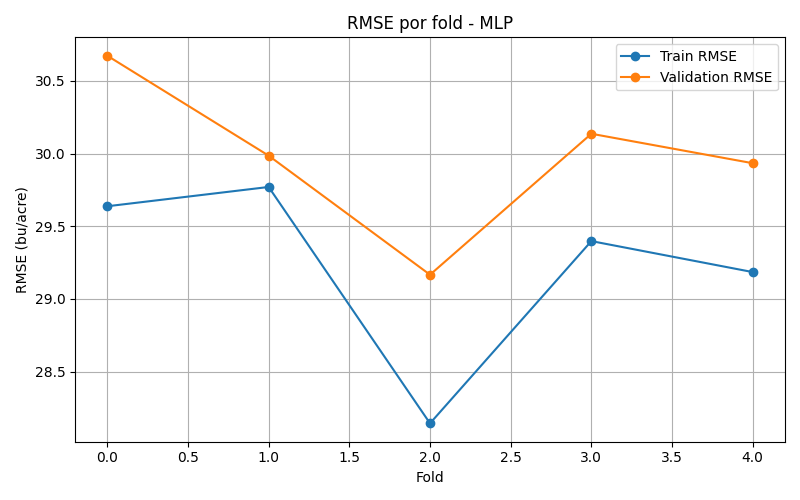 RMSE por fold - MLP
Train RMSE
Validation RMSE
RMSE (bu/acre)
30.5
30.0
29.5
29.0
28.5
0.0 0.5 1.0 1.5 2.0 2.5 3.0 3.5 4.0
Fold